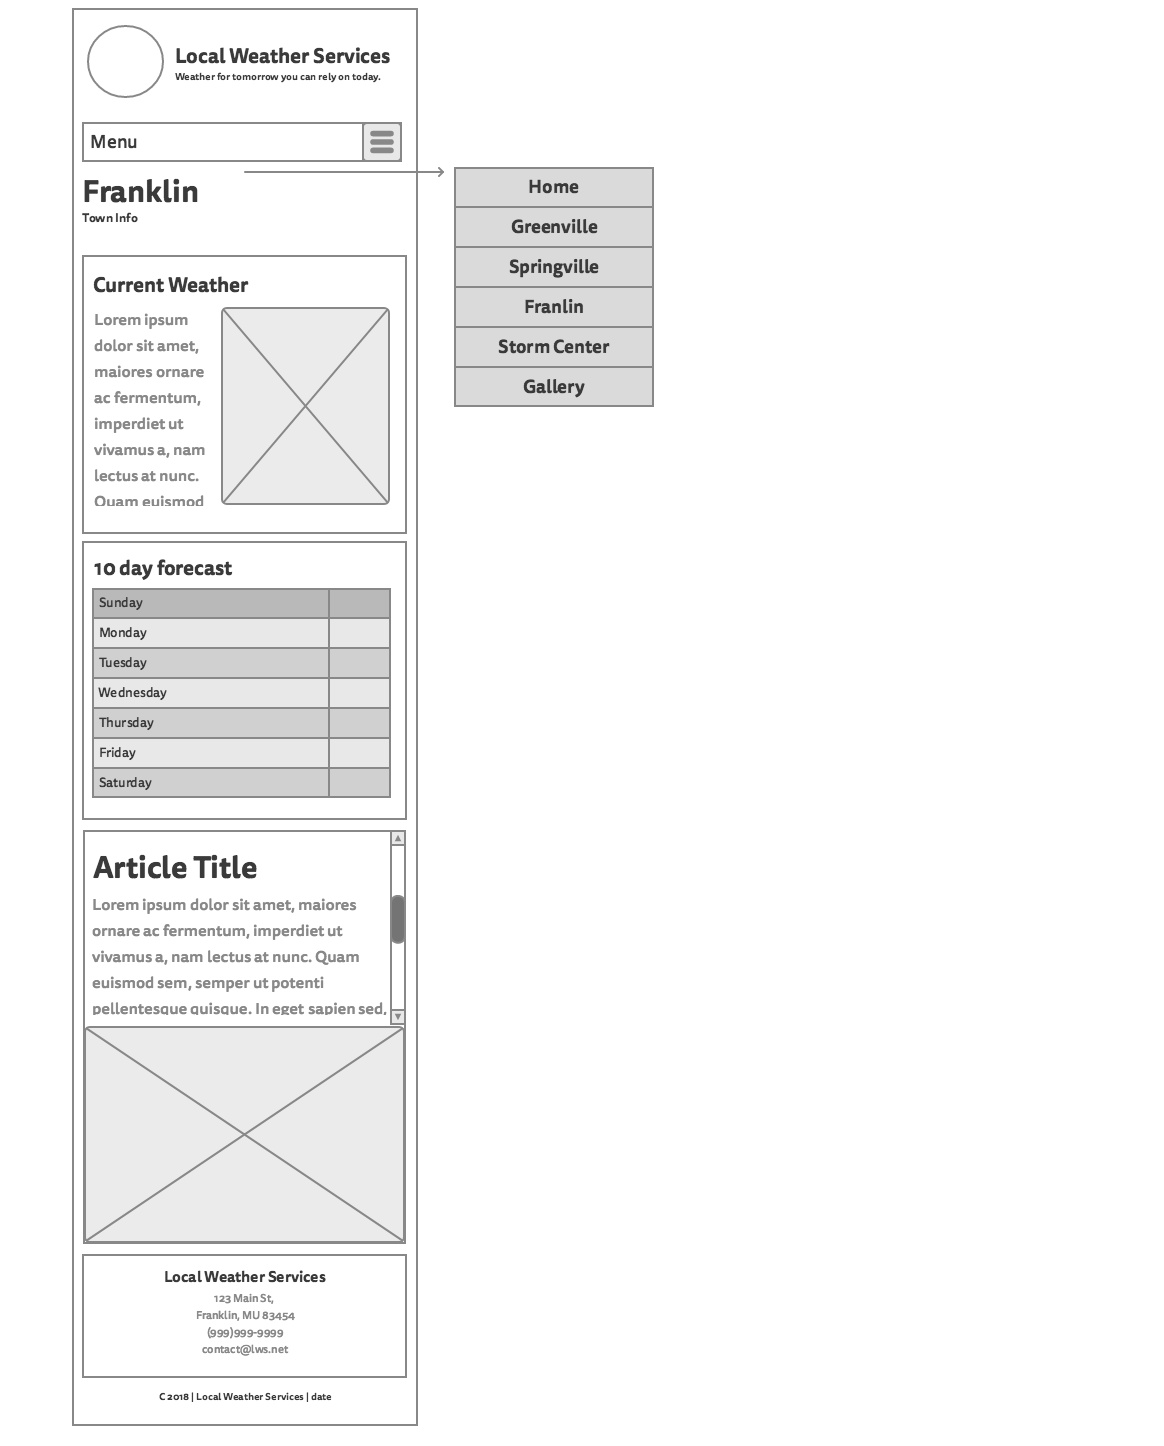 Local Weather Services
Weather for tomorrow you can rely on today.
Menu
Franklin
Town Info
Home
Greenville
Springville
Franlin
Storm Center
Gallery
Current Weather
Lorem ipsum
dolor sit amet,
maiores ornare
ac fermentum,
imperdiet ut
vivamus a, nam
lectus at nunc.
Quam euismod
10 day forecast
Sunday
Monday
Tuesday
Wednesday
Thursday
Friday
Saturday
Article Title
Lorem ipsum dolor sit amet, maiores
ornare ac fermentum, imperdiet ut
vivamus a, nam lectus at nunc. Quam
euismod sem, semper ut potenti
pellentesque quisque. In eget sapien sed,
Local Weather Services
123 Main St,
Franklin, MU 83454
(999)999-9999
contact@lws.net
C 2018 | Local Weather Services | date